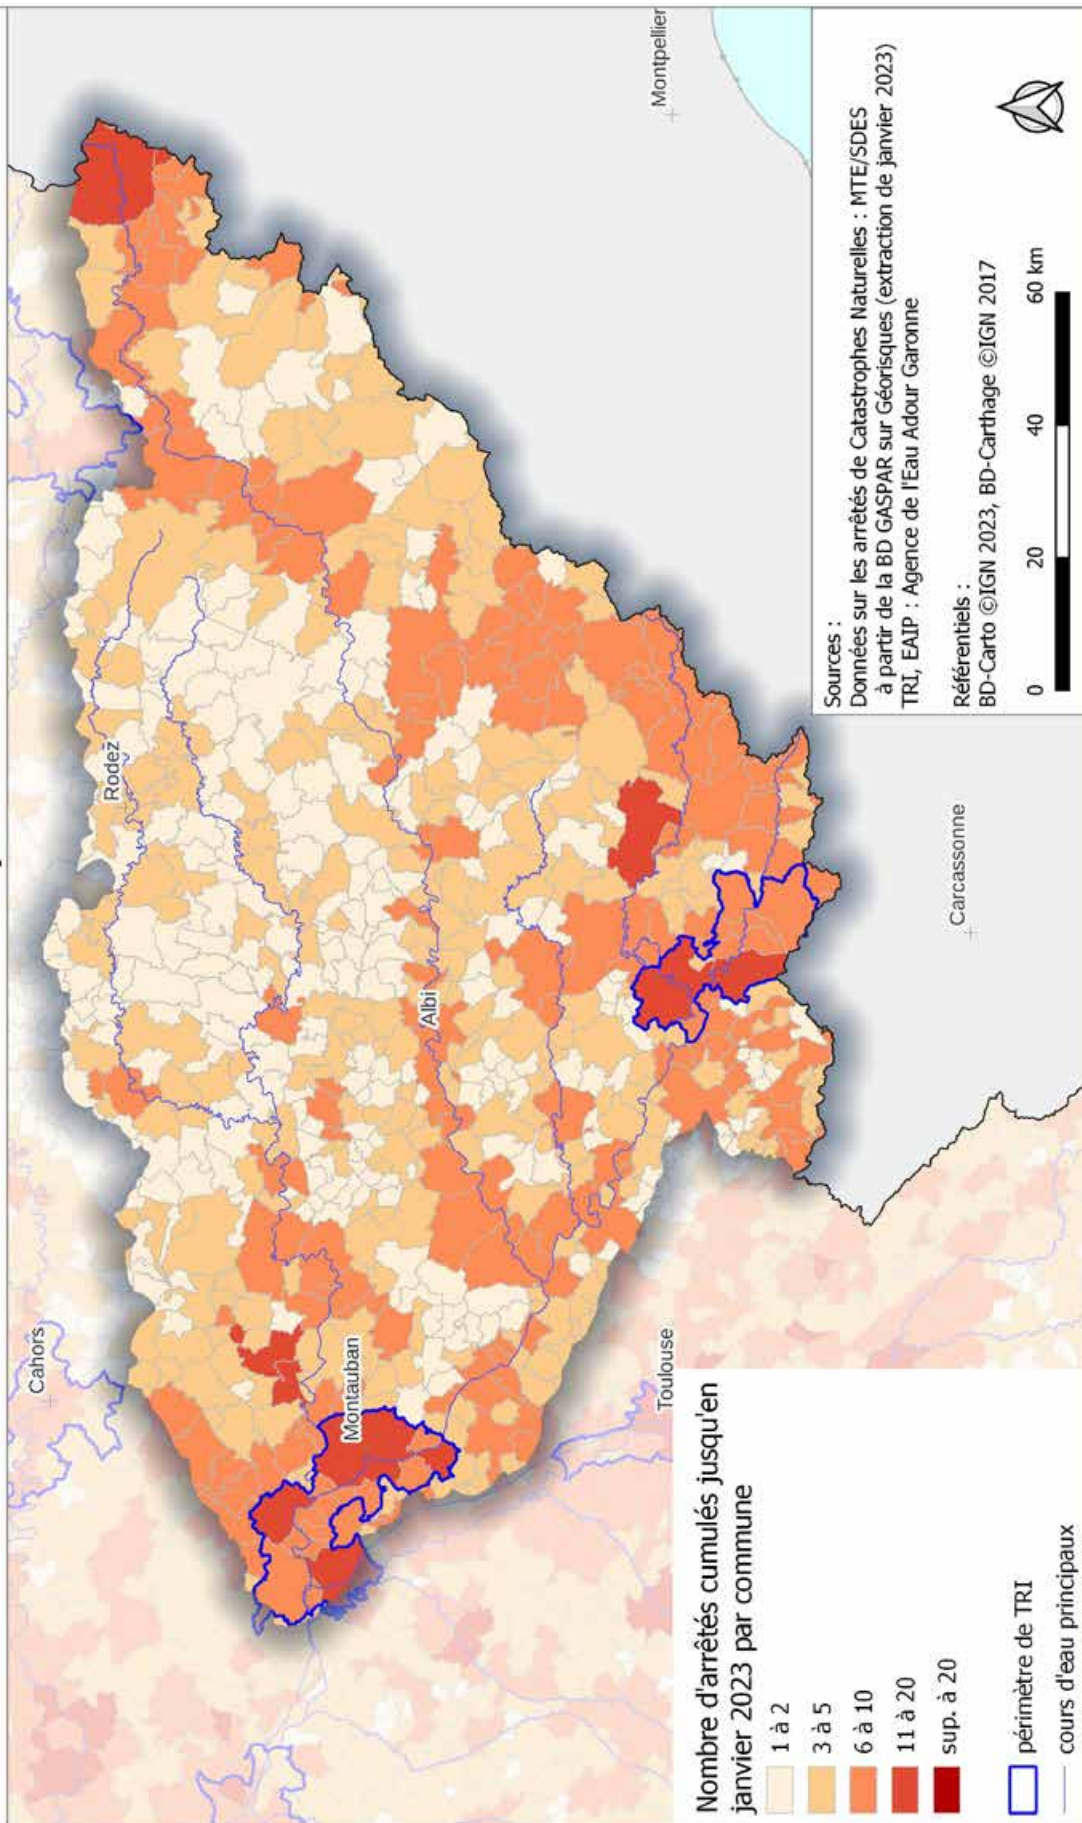 Cahors
Rodez
Montauban
Albi
Toulouse
Carcassonne
Montpellier
Nombre d'arrêtés cumulés jusqu'en
janvier 2023 par commune
1 à 2
3 à 5
6 à 10
11 à 20
sup. à 20
périmètre de TRI
cours d'eau principaux
Sources :
Données sur les arrêtés de Catastrophes Naturelles : MTE/SDES
à partir de la BD GASPAR sur Géorisques (extraction de janvier 2023)
TRI, EAIP : Agence de l'Eau Adour Garonne
Référentiels :
BD-Carto ©IGN 2023, BD-Carthage ©IGN 2017
0 20 40 60 km